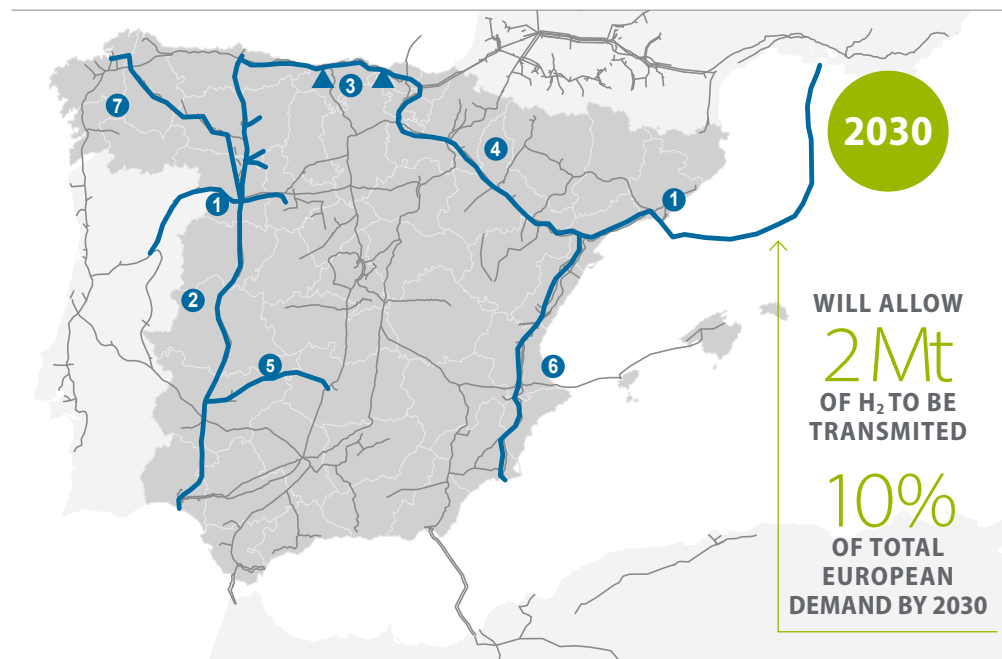 7
3
2030
4
1
1
2
5
6
WILL ALLOW
2 Mt
OF H₂ TO BE
TRANSMITED
10%
OF TOTAL
EUROPEAN
DEMAND BY 2030